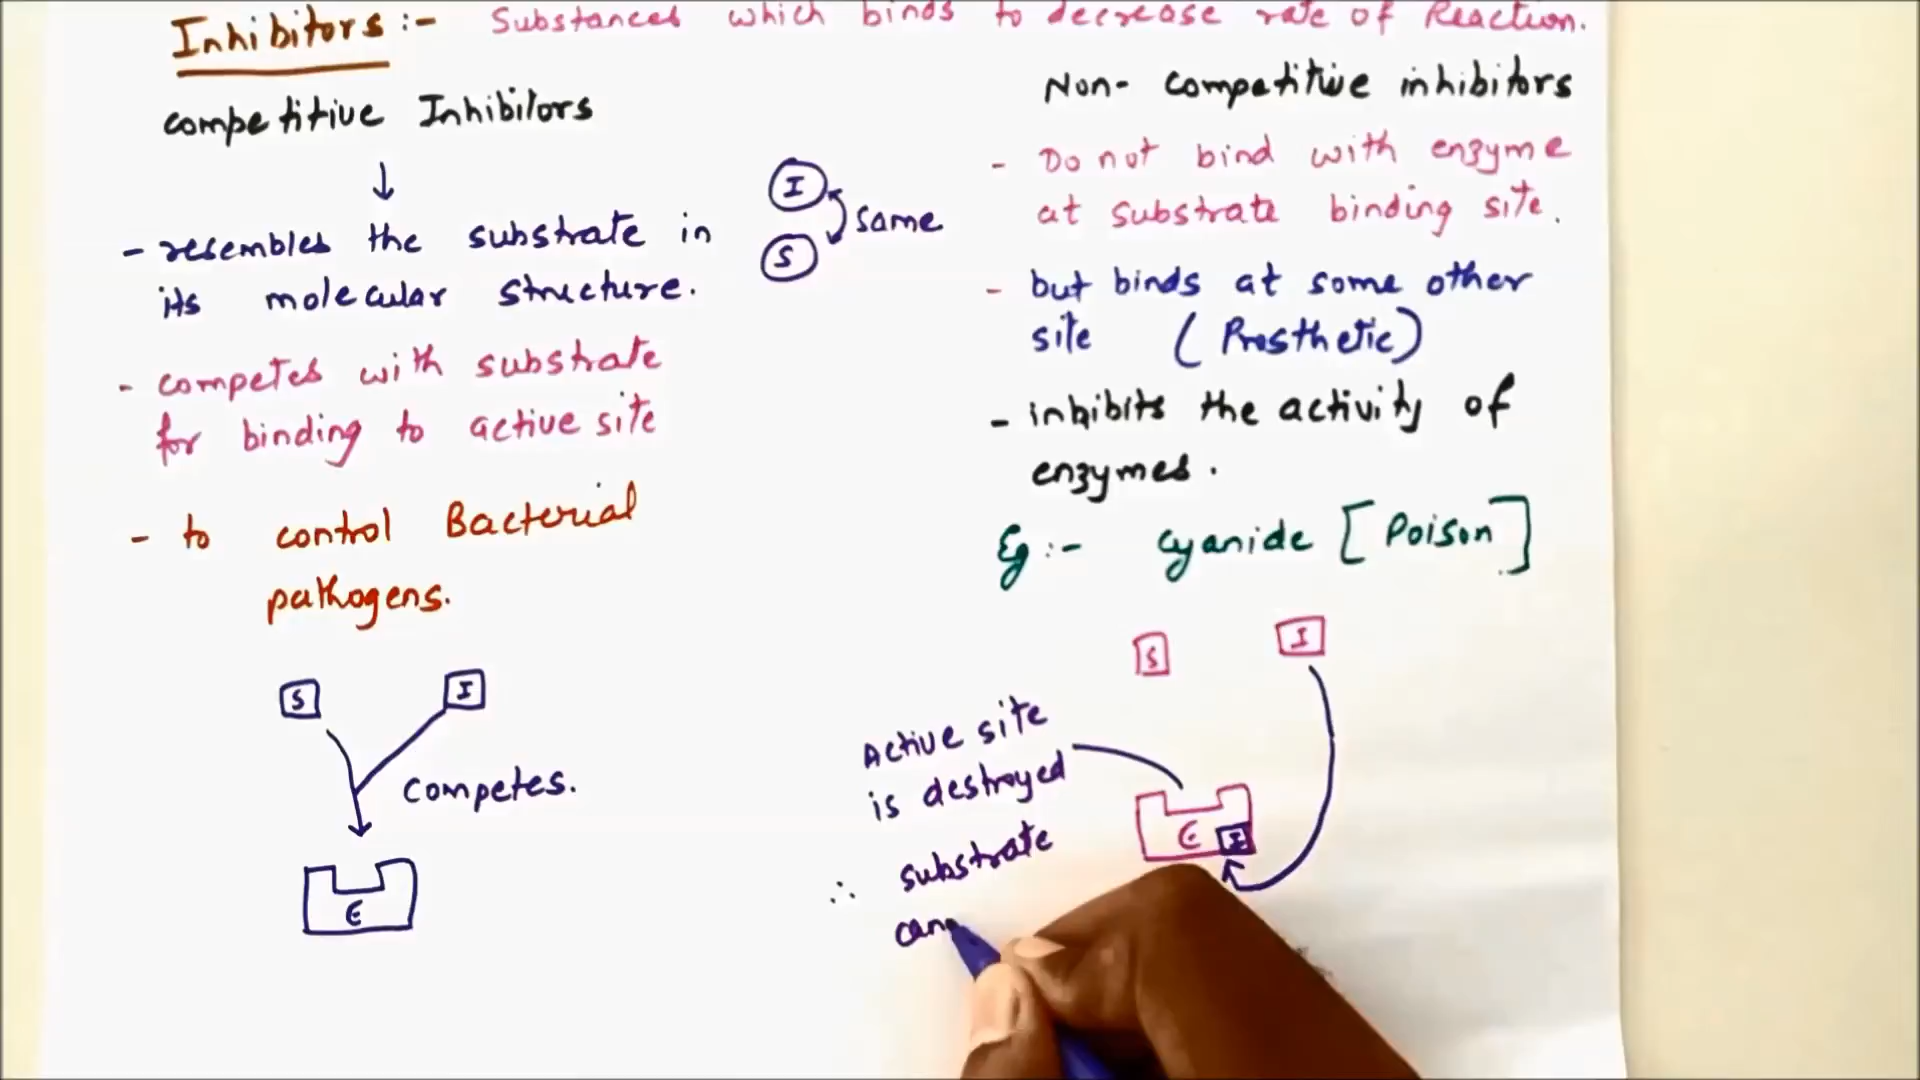 Inhibitors :- Substances which binds to decrease rate of Reaction.
competitive Inhibitors
- resembles the substrate in
its molecular structure.
I
S
same
- competes with substrate
for binding to active site
- to control Bacterial
pathogens.
S
I
competes.
E
Non- competitive inhibitors
- Do not bind with enzyme
at substrate binding site.
- but binds at some other
site (Prosthetic)
- inhibits the activity of
enzymes.
Eg :- cyanide [Poison]
S
I
Active site
is destroyed
E
I
∴ substrate
can